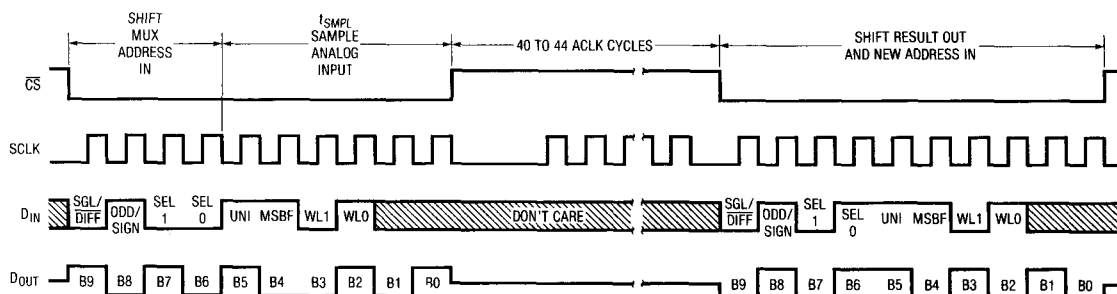 SHIFT
MUX
ADDRESS
IN
tSMPL
SAMPLE
ANALOG
INPUT
40 TO 44 ACLK CYCLES
SHIFT RESULT OUT
AND NEW ADDRESS IN
CS
SCLK
DIN
SGL/
DIFF
ODD/
SIGN
SEL
1
SEL
0
UNI
MSBF
WL1
WL0
DON'T CARE
SGL/
DIFF
ODD/
SIGN
SEL
1
SEL
0
UNI
MSBF
WL1
WL0
DOUT
B9
B8
B7
B6
B5
B4
B3
B2
B1
B0
B9
B8
B7
B6
B5
B4
B3
B2
B1
B0